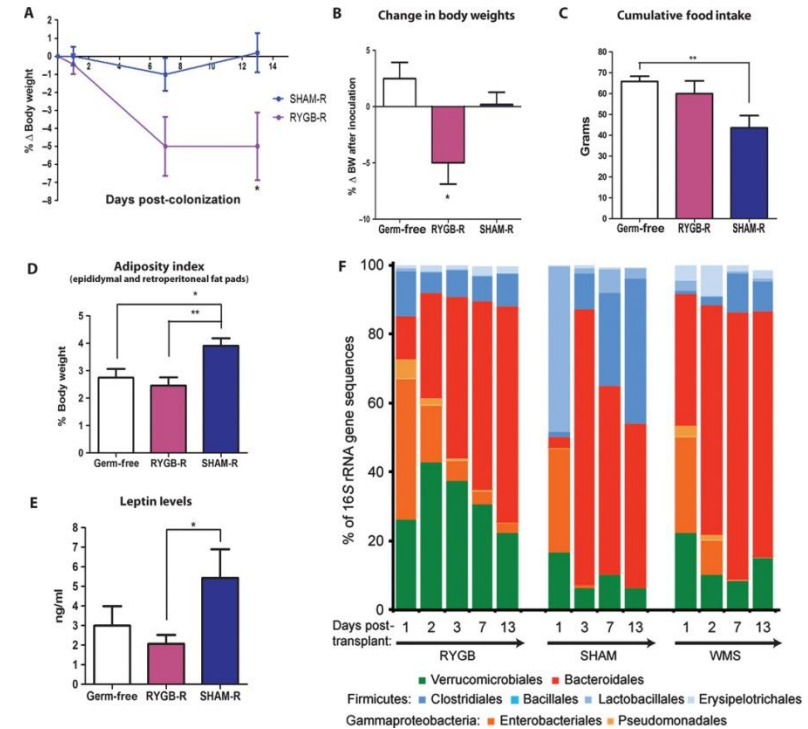 A
% Δ Body weight
2
1
0
−1
−2
−3
−4
−5
−6
−7
−8
2 4 6 8 10 12 14
SHAM-R
RYGB-R
*
Days post-colonization
B
Change in body weights
% Δ BW after inoculation
5
0
−5
−10
*
Germ-free RYGB-R SHAM-R
C
Cumulative food intake
Grams
80
70
60
50
40
30
20
10
0
**
Germ-free RYGB-R SHAM-R
D
Adiposity index
(epididymal and retroperitoneal fat pads)
% Body weight
5
4
3
2
1
0
*
**
Germ-free RYGB-R SHAM-R
E
Leptin levels
ng/ml
8
7
6
5
4
3
2
1
0
*
Germ-free RYGB-R SHAM-R
F
% of 16S rRNA gene sequences
100
80
60
40
20
0
Days post-transplant:
1 2 3 7 13 1 3 7 13 1 2 7 13
RYGB SHAM WMS
Verrucomicrobiales Bacteroidales
Firmicutes: Clostridiales Bacillales Lactobacillales Erysipelotrichales
Gammaproteobacteria: Enterobacteriales Pseudomonadales